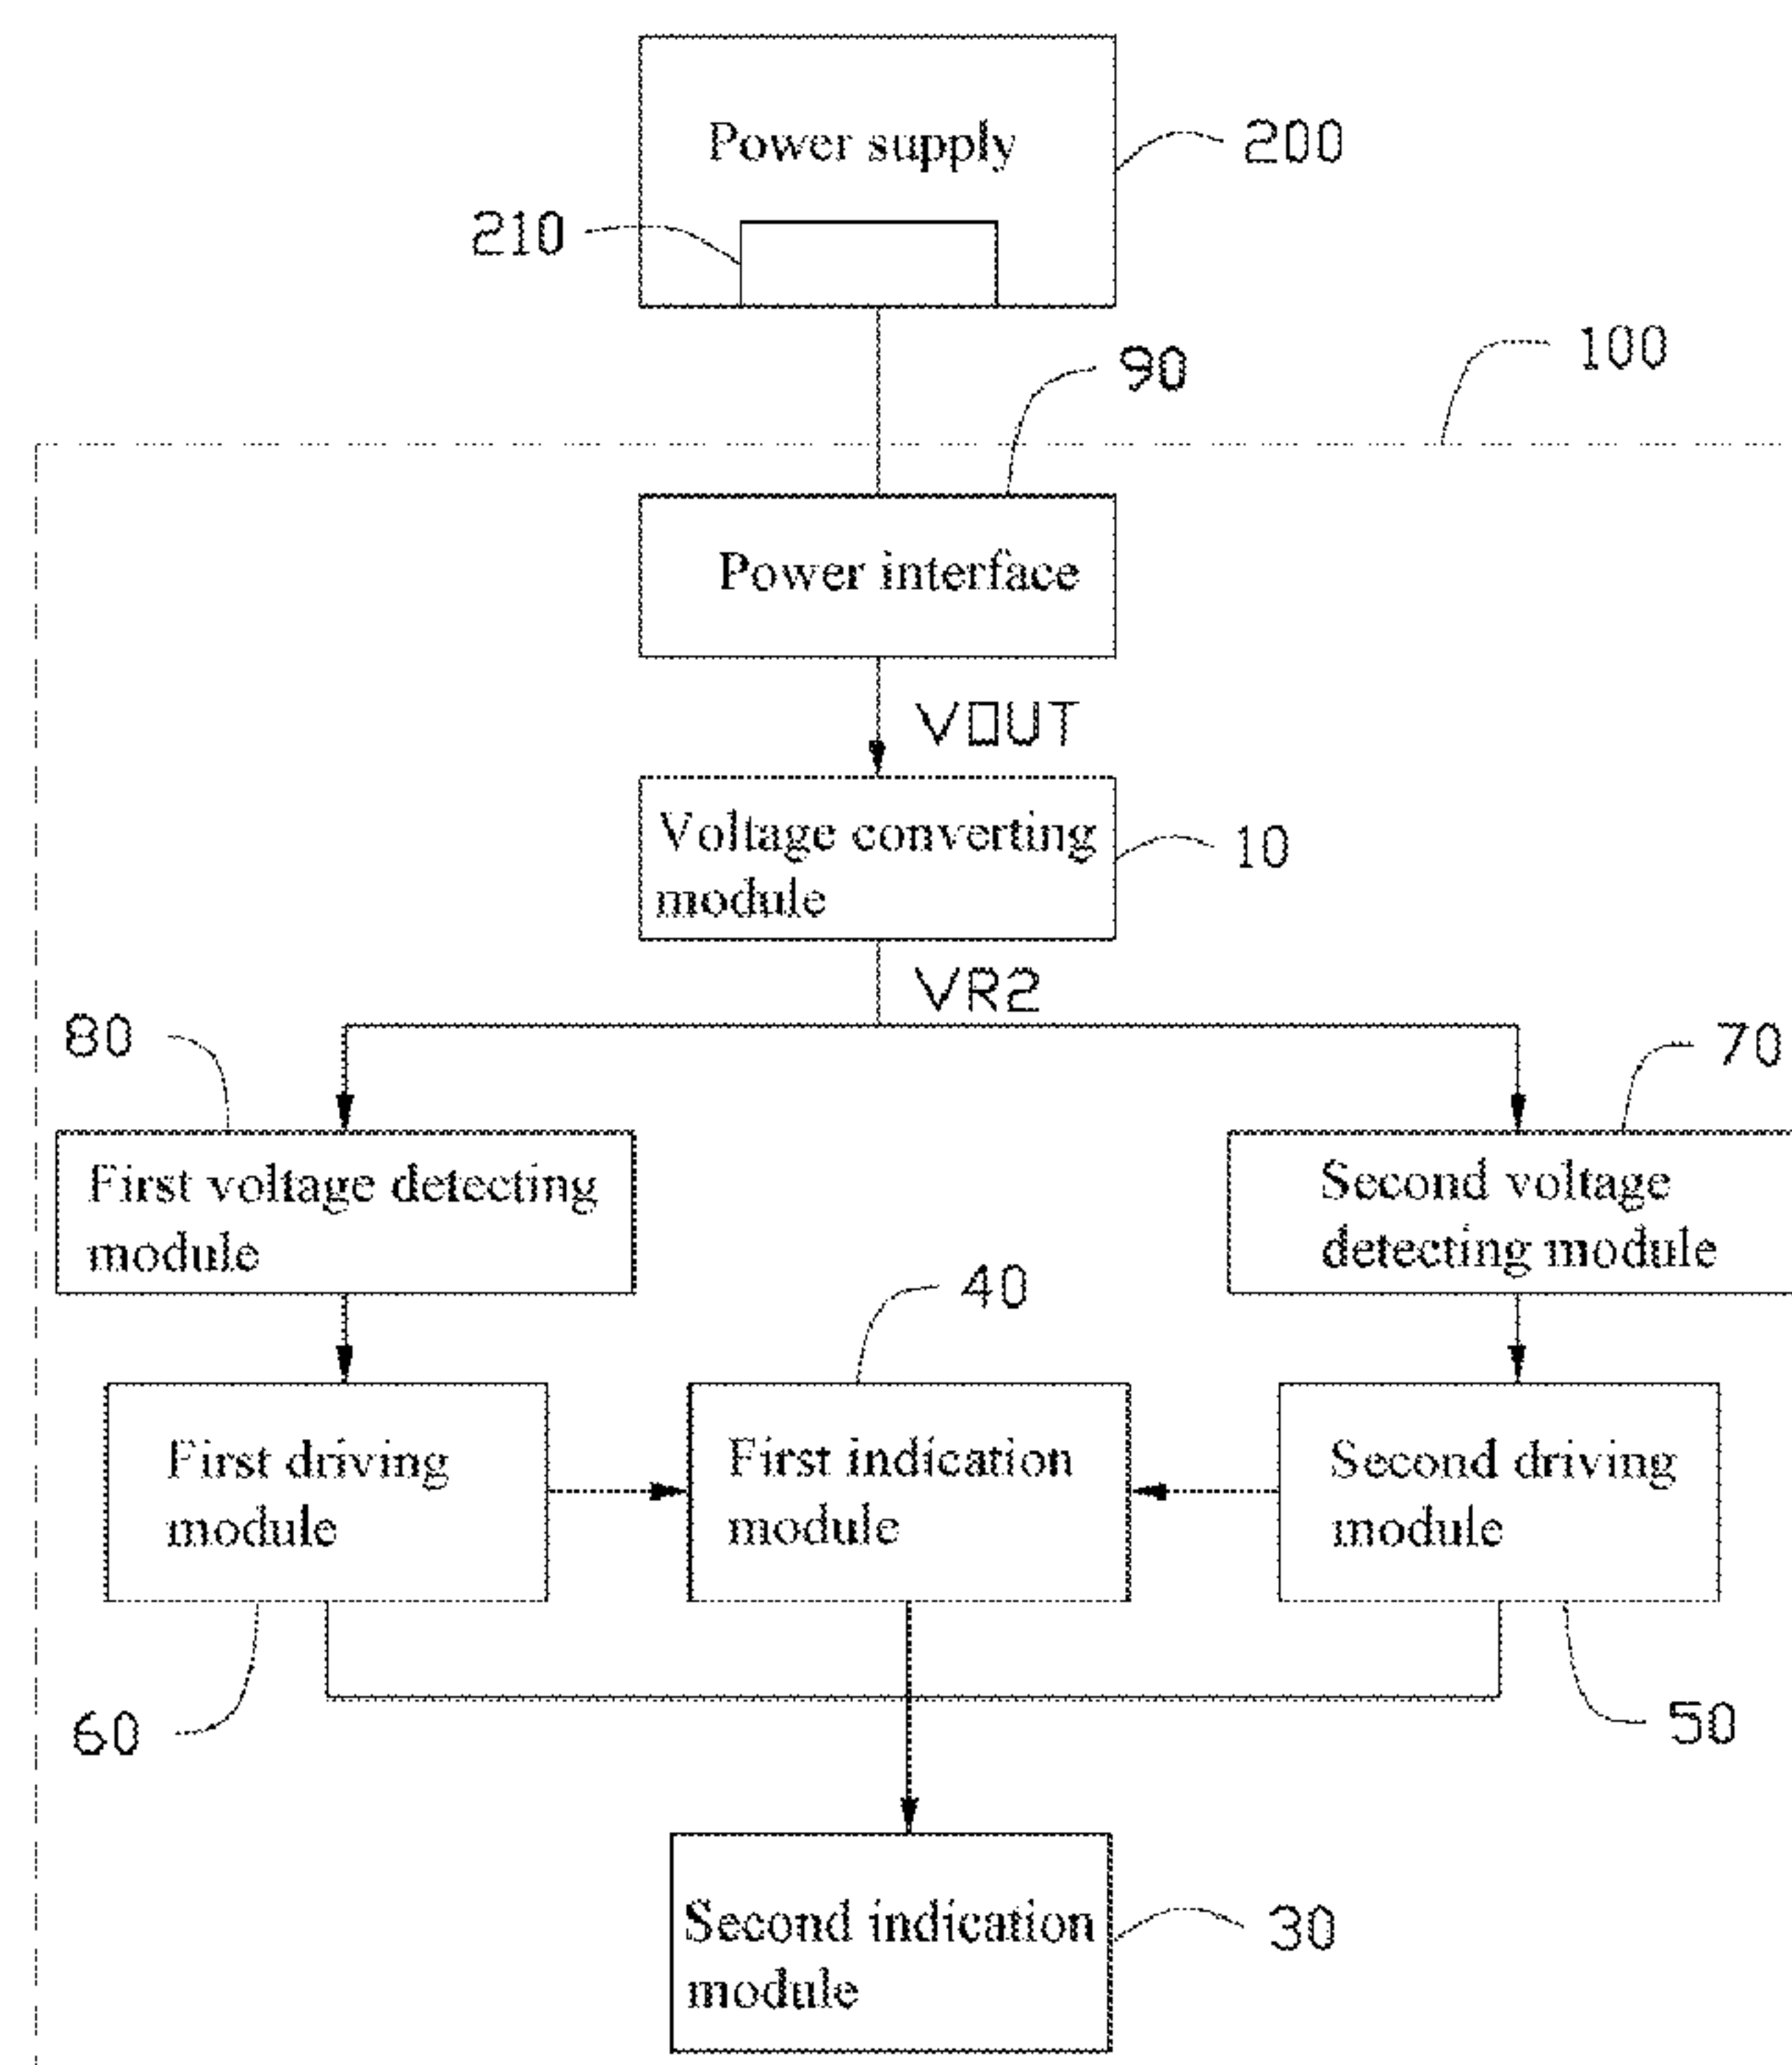 Power supply
200
210
100
90
Power interface
VOUT
Voltage converting
module
10
VR2
80
70
First voltage detecting
module
Second voltage
detecting module
40
First driving
module
First indication
module
Second driving
module
60
50
Second indication
module
30